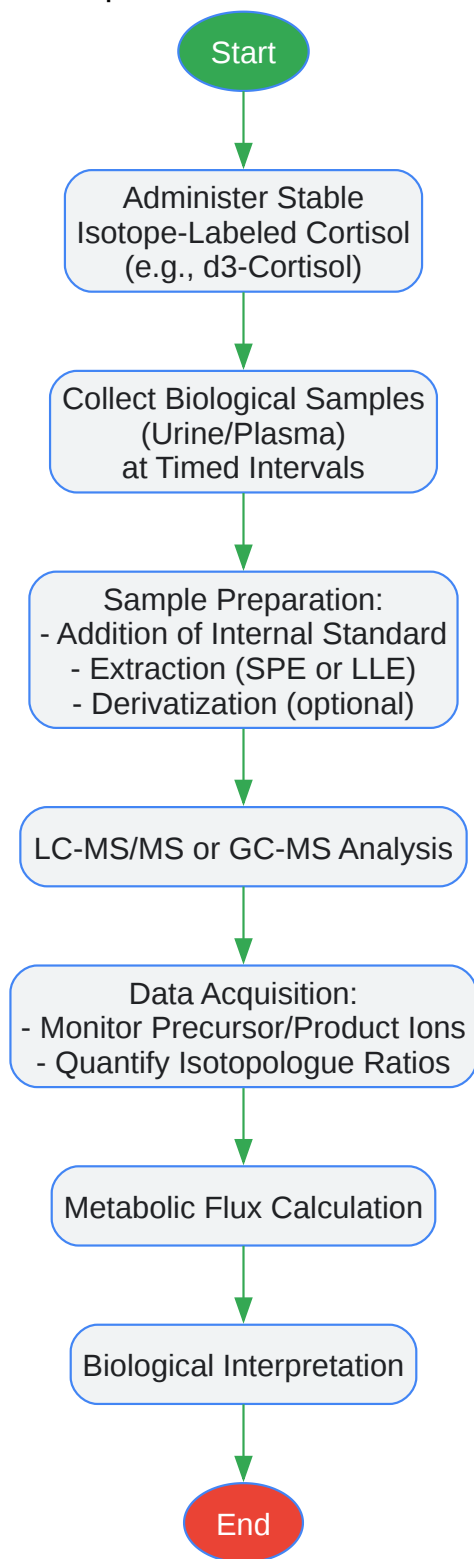 Start
Administer Stable
Isotope-Labeled Cortisol
(e.g., d3-Cortisol)
Collect Biological Samples
(Urine/Plasma)
at Timed Intervals
Sample Preparation:
- Addition of Internal Standard
- Extraction (SPE or LLE)
- Derivatization (optional)
LC-MS/MS or GC-MS Analysis
Data Acquisition:
- Monitor Precursor/Product Ions
- Quantify Isotopologue Ratios
Metabolic Flux Calculation
Biological Interpretation
End